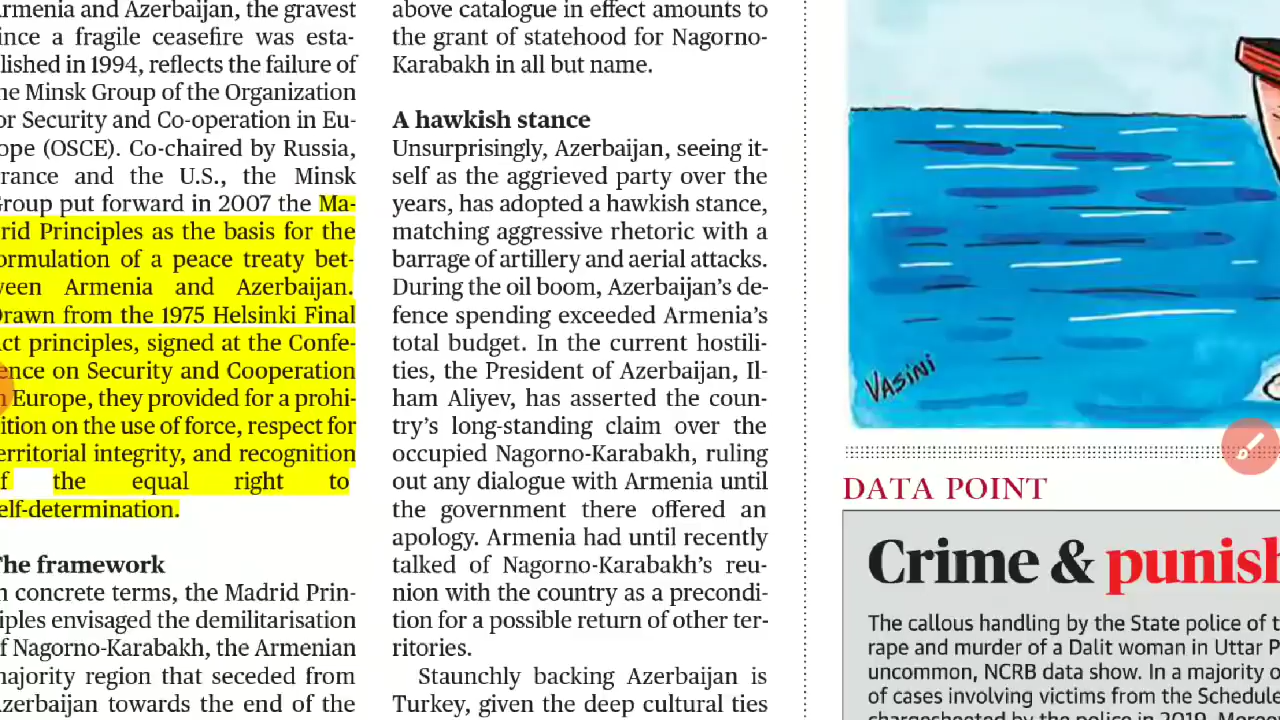 Armenia and Azerbaijan, the gravest
since a fragile ceasefire was esta-
blished in 1994, reflects the failure of
the Minsk Group of the Organization
for Security and Co-operation in Eu-
rope (OSCE). Co-chaired by Russia,
France and the U.S., the Minsk
Group put forward in 2007 the Ma-
drid Principles as the basis for the
formulation of a peace treaty bet-
ween Armenia and Azerbaijan.
Drawn from the 1975 Helsinki Final
Act principles, signed at the Confe-
rence on Security and Cooperation
in Europe, they provided for a prohi-
bition on the use of force, respect for
territorial integrity, and recognition
of the equal right to
self-determination.
The framework
In concrete terms, the Madrid Prin-
ciples envisaged the demilitarisation
of Nagorno-Karabakh, the Armenian
majority region that seceded from
Azerbaijan towards the end of the
above catalogue in effect amounts to
the grant of statehood for Nagorno-
Karabakh in all but name.
A hawkish stance
Unsurprisingly, Azerbaijan, seeing it-
self as the aggrieved party over the
years, has adopted a hawkish stance,
matching aggressive rhetoric with a
barrage of artillery and aerial attacks.
During the oil boom, Azerbaijan's de-
fence spending exceeded Armenia's
total budget. In the current hostili-
ties, the President of Azerbaijan, Il-
ham Aliyev, has asserted the coun-
try's long-standing claim over the
occupied Nagorno-Karabakh, ruling
out any dialogue with Armenia until
the government there offered an
apology. Armenia had until recently
talked of Nagorno-Karabakh's reu-
nion with the country as a precondi-
tion for a possible return of other ter-
ritories.
Staunchly backing Azerbaijan is
Turkey, given the deep cultural ties
VASINI
DATA POINT
Crime & punish
The callous handling by the State police of t
rape and murder of a Dalit woman in Uttar P
uncommon, NCRB data show. In a majority o
of cases involving victims from the Schedule
chargesheeted by the police in 2019. Moreo